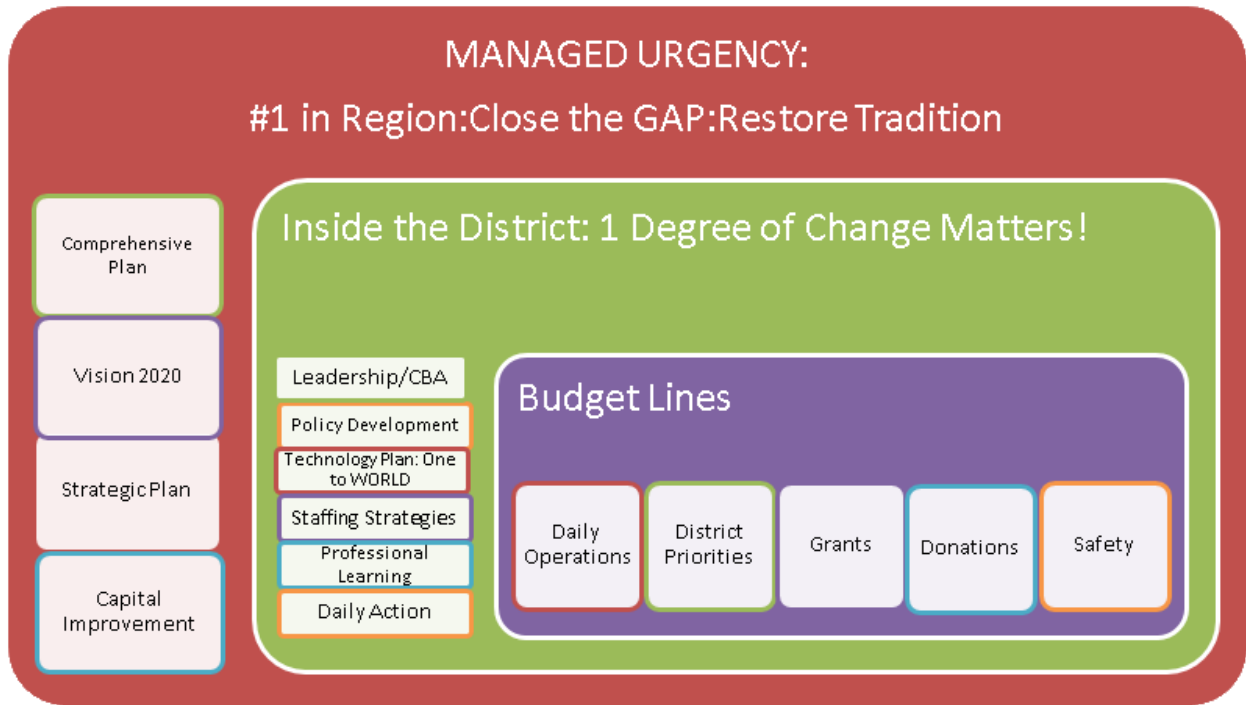 MANAGED URGENCY:
#1 in Region:Close the GAP:Restore Tradition
Comprehensive
Plan
Vision 2020
Strategic Plan
Capital
Improvement
Inside the District: 1 Degree of Change Matters!
Leadership/CBA
Policy Development
Technology Plan: One
to WORLD
Staffing Strategies
Professional
Learning
Daily Action
Budget Lines
Daily
Operations
District
Priorities
Grants
Donations
Safety